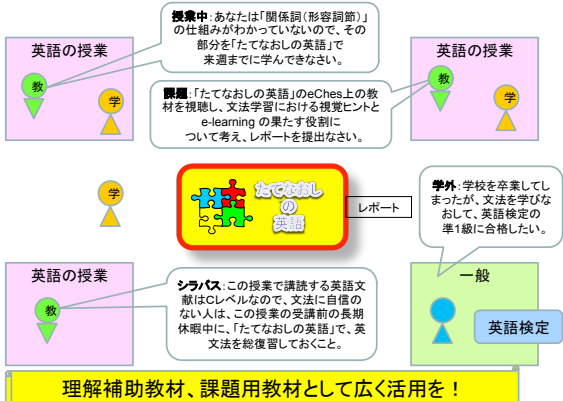 授業中:あなたは「関係詞(形容詞節)」
の仕組みがわかっていないので、その
部分を「たてなおしの英語」で
来週までに学んできなさい。
英語の授業
教
学
英語の授業
教
学
課題:「たてなおしの英語」のeChes上の教
材を視聴し、文法学習における視覚ヒントと
e-learning の果たす役割に
ついて考え、レポートを提出なさい。
学
たてなおし
の
英語
レポート
学外:学校を卒業してし
まったが、文法を学びな
おして、英語検定の
準1級に合格したい。
英語の授業
教
シラバス:この授業で講読する英語文
献はCレベルなので、文法に自信の
ない人は、この授業の受講前の長期
休暇中に、「たてなおしの英語」で、英
文法を総復習しておくこと。
一般
英語検定
理解補助教材、課題用教材として広く活用を!